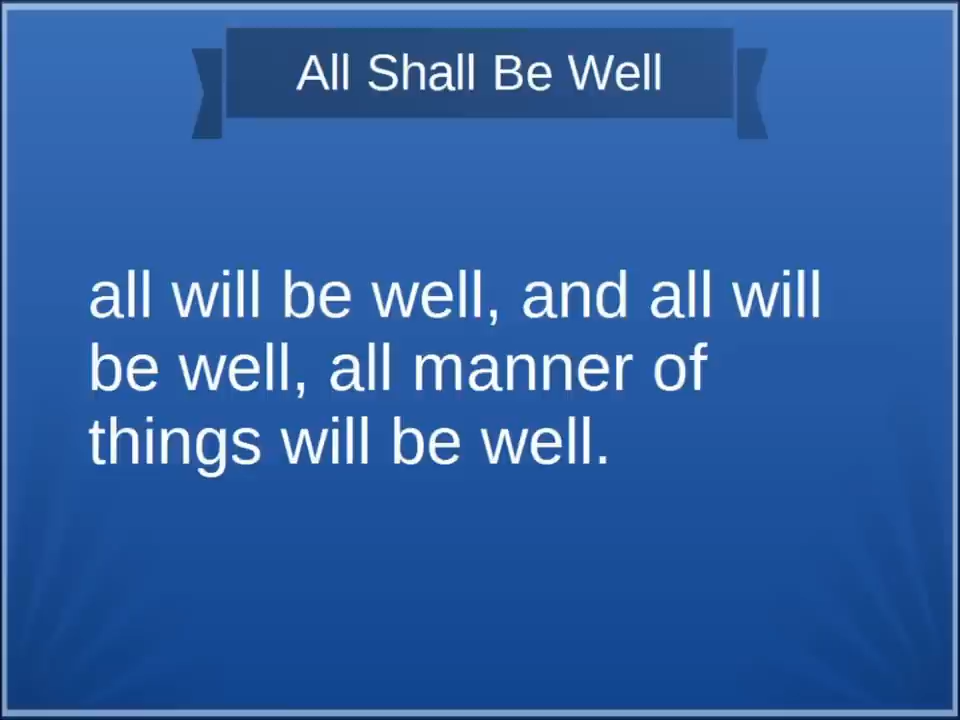 All Shall Be Well
all will be well, and all will
be well, all manner of
things will be well.